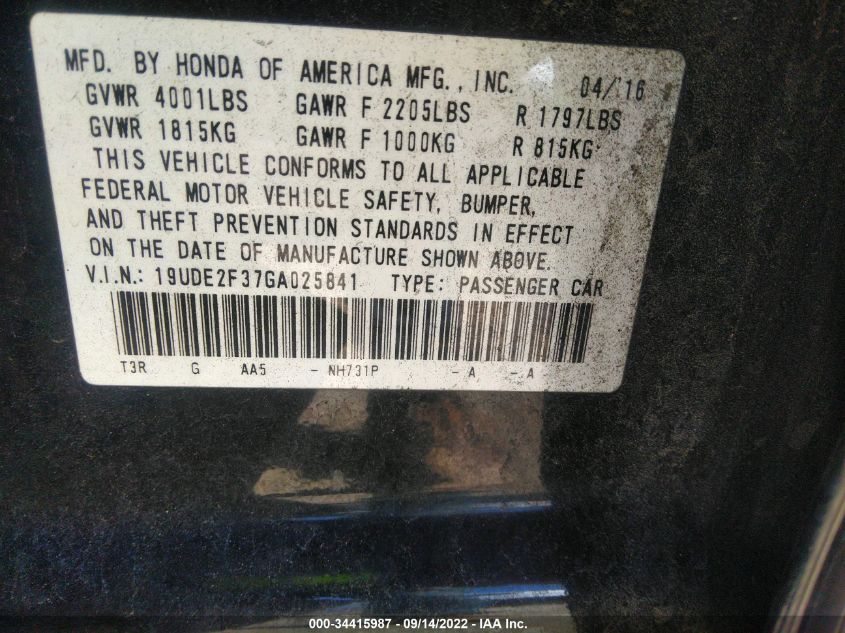 MFD. BY HONDA OF AMERICA MFG., INC. 04/'16
GVWR 4001LBS GAWR F 2205LBS R 1797LBS
GVWR 1815KG GAWR F 1000KG R 815KG
THIS VEHICLE CONFORMS TO ALL APPLICABLE
FEDERAL MOTOR VEHICLE SAFETY, BUMPER,
AND THEFT PREVENTION STANDARDS IN EFFECT
ON THE DATE OF MANUFACTURE SHOWN ABOVE.
V.I.N.: 19UDE2F37GA025841 TYPE: PASSENGER CAR
T3R G AA5 - NH731P - A - A
000-34415987 - 09/14/2022 - IAA Inc.